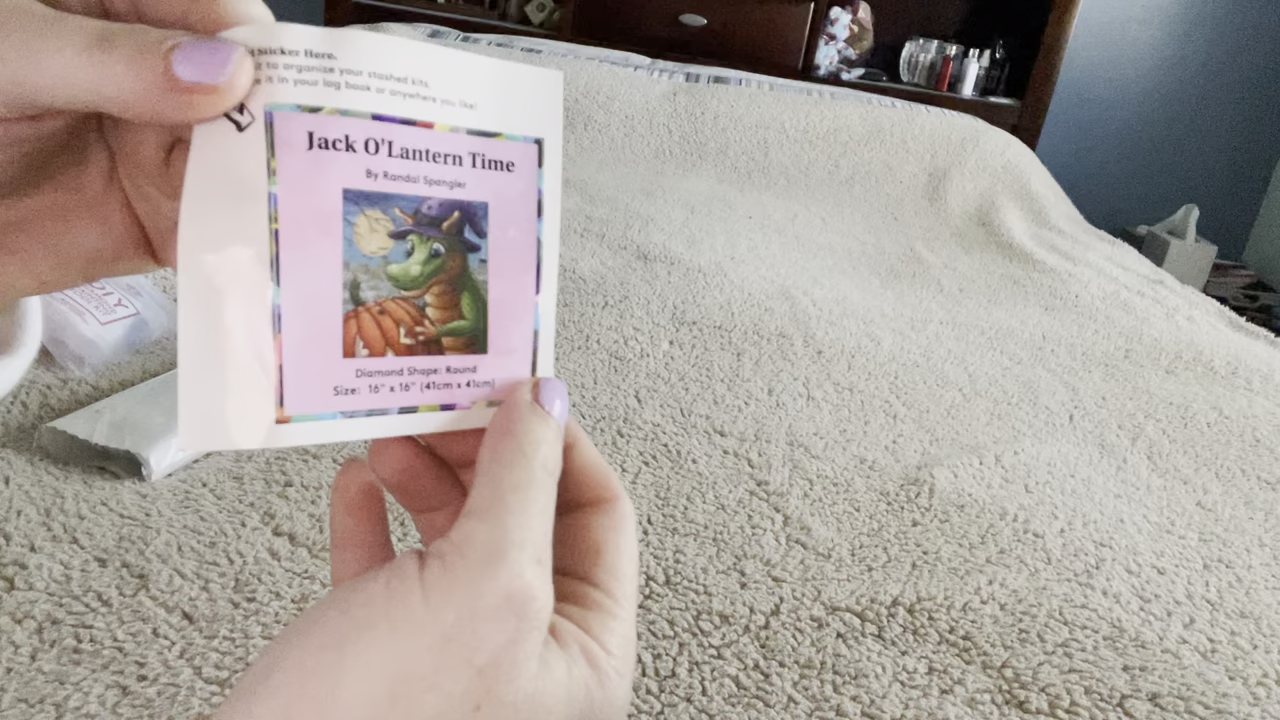 Sticker Here.
to organize your stashed kits,
it in your log book or anywhere you like!
Jack O'Lantern Time
By Randal Spangler
Diamond Shape: Round
Size: 16" x 16" (41cm x 41cm)